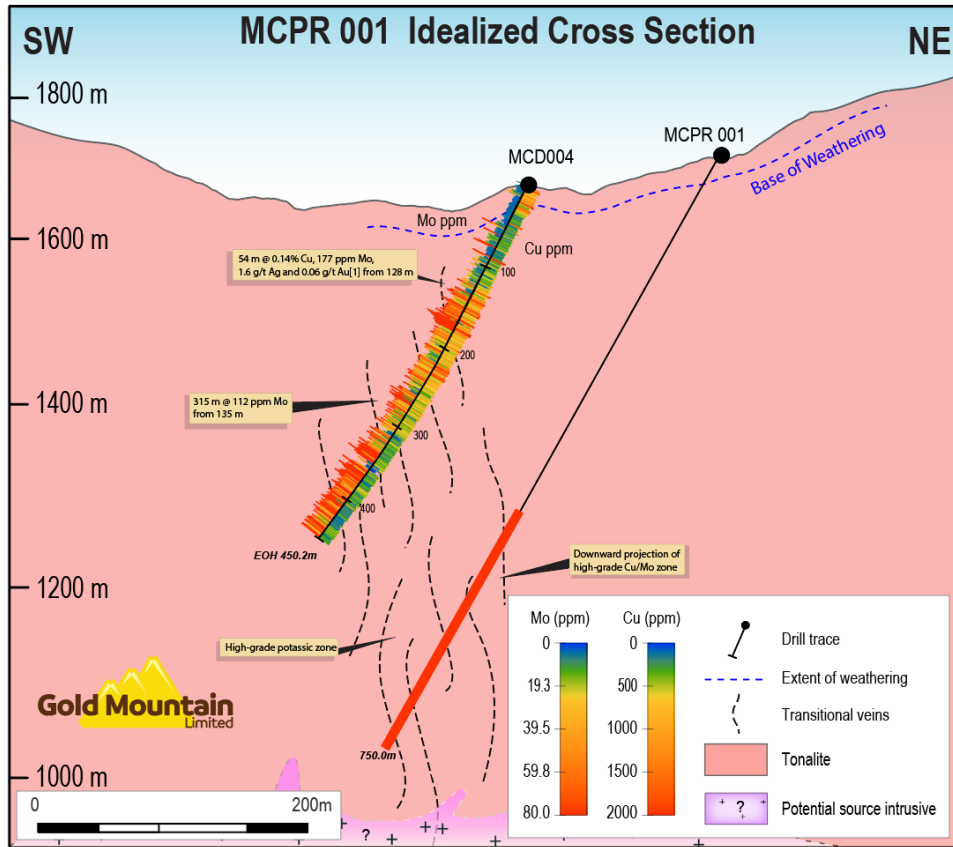 MCPR 001 Idealized Cross Section
SW
NE
1800 m
MCPR 001
MCD004
Base of Weathering
Mo ppm
1600 m
Cu ppm
54 m @ 0.14% Cu, 177 ppm Mo,
1.6 g/t Ag and 0.06 g/t Au[1] from 128 m
100
200
1400 m
315 m @ 112 ppm Mo
from 135 m
300
400
EOH 450.2m
Downward projection of
high-grade Cu/Mo zone
1200 m
High-grade potassic zone
750.0m
1000 m
Gold Mountain
Limited
0
200m
?
Mo (ppm)
0
19.3
39.5
59.8
80.0
Cu (ppm)
0
500
1000
1500
2000
Drill trace
Extent of weathering
Transitional veins
Tonalite
?
Potential source intrusive